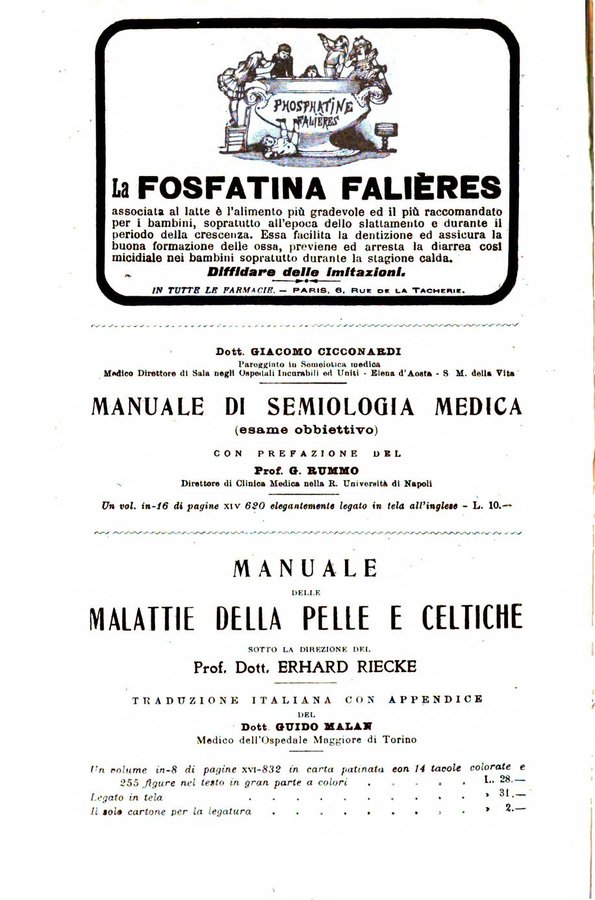 PHOSPHATINE
FALIÈRES
La FOSFATINA FALIÈRES
associata al latte è l'alimento più gradevole ed il più raccomandato
per i bambini, sopratutto all'epoca dello slattamento e durante il
periodo della crescenza. Essa facilita la dentizione ed assicura la
buona formazione delle ossa, previene ed arresta la diarrea così
micidiale nei bambini sopratutto durante la stagione calda.
Diffidare delle imitazioni.
IN TUTTE LE FARMACIE. — PARIS, 6, RUE DE LA TACHERIE.
Dott. GIACOMO CICCONARDI
Pareggiato in Semeiotica medica
Medico Direttore di Sala negli Ospedali Incurabili ed Uniti - Elena d'Aosta - S M. della Vita
MANUALE DI SEMIOLOGIA MEDICA
(esame obbiettivo)
CON PREFAZIONE DEL
Prof. G. RUMMO
Direttore di Clinica Medica nella R. Università di Napoli
Un vol. in-16 di pagine XIV 620 elegantemente legato in tela all'inglese - L. 10.—
MANUALE
DELLE
MALATTIE DELLA PELLE E CELTICHE
SOTTO LA DIREZIONE DEL
Prof. Dott. ERHARD RIECKE
TRADUZIONE ITALIANA CON APPENDICE
DEL
Dott. GUIDO MALAN
Medico dell'Ospedale Maggiore di Torino
Un volume in-8 di pagine XVI-832 in carta patinata con 14 tavole colorate e
255 figure nel testo in gran parte a colori . . . . . L. 28.—
Legato in tela . . . . . . . . . » 31.—
Il solo cartone per la legatura . . . . . . . » 2.—